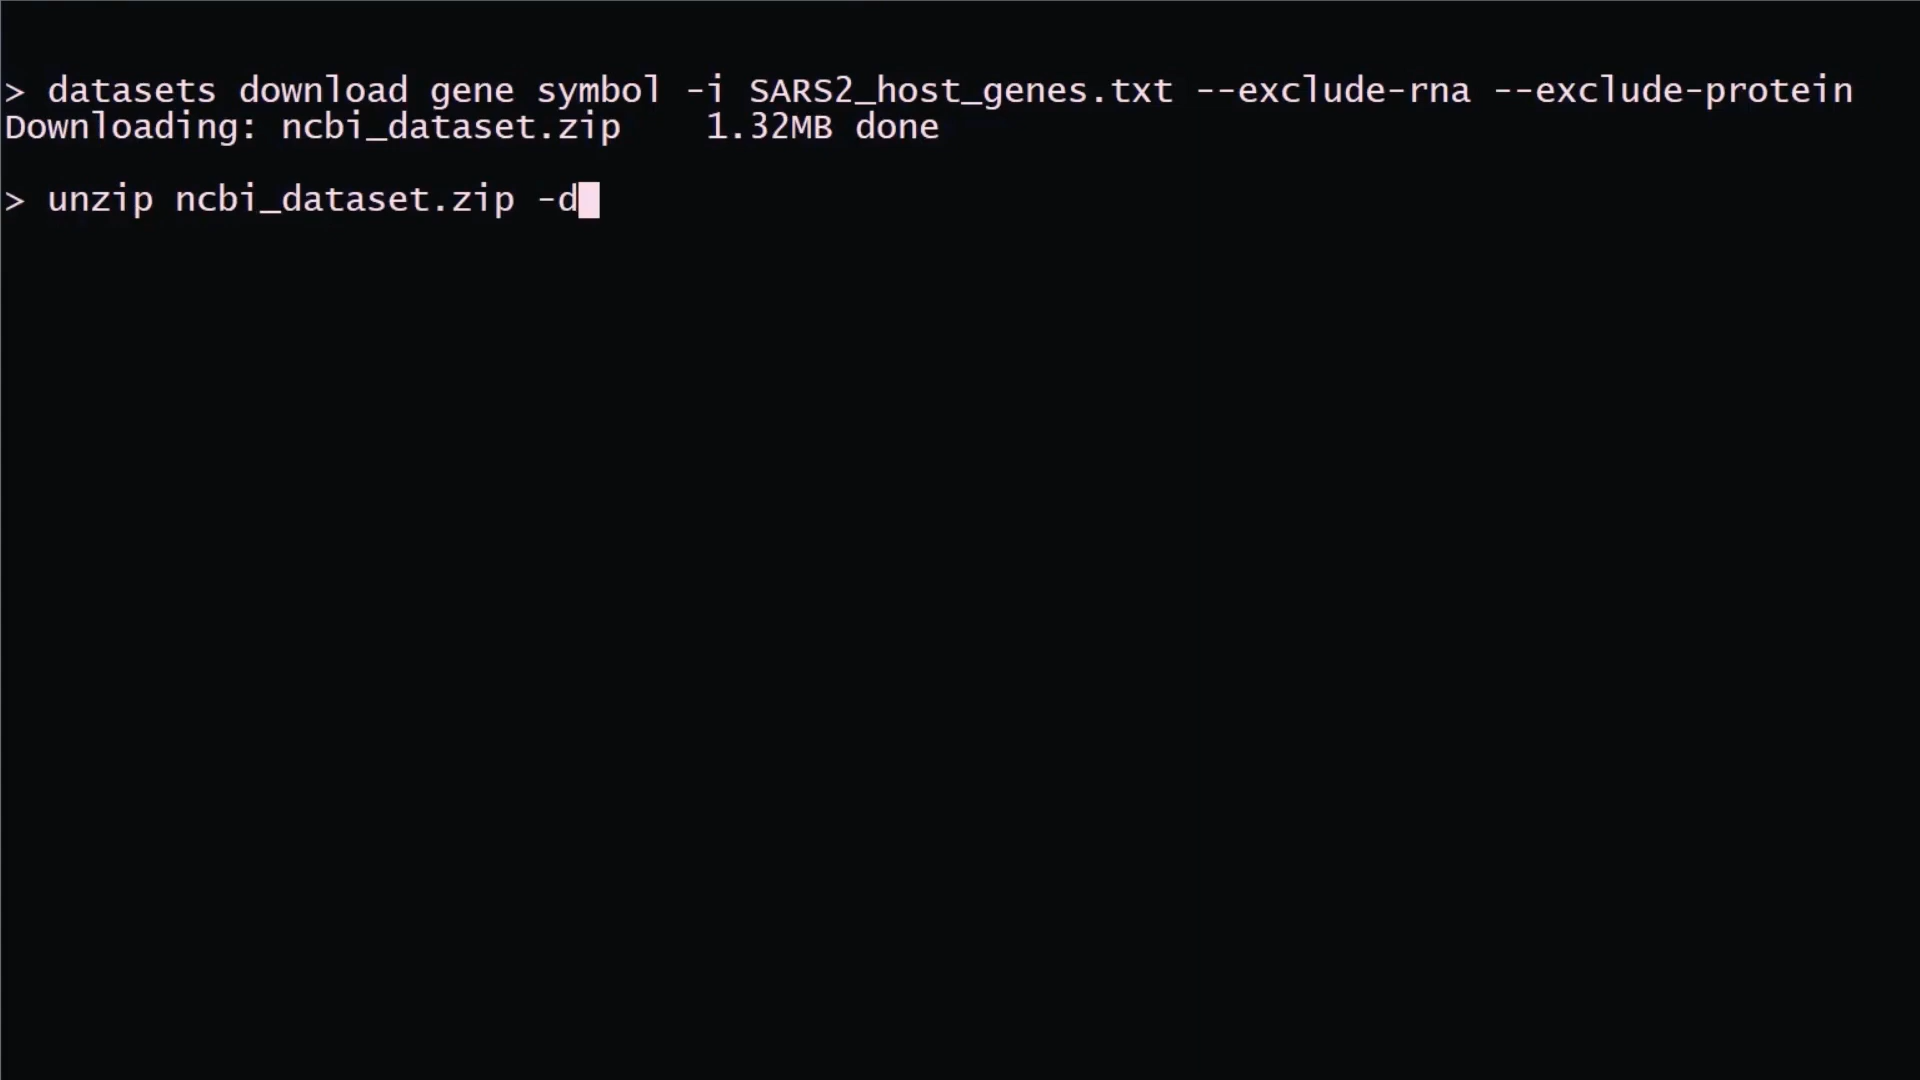 > datasets download gene symbol -i SARS2_host_genes.txt --exclude-rna --exclude-protein
Downloading: ncbi_dataset.zip    1.32MB done
> unzip ncbi_dataset.zip -d